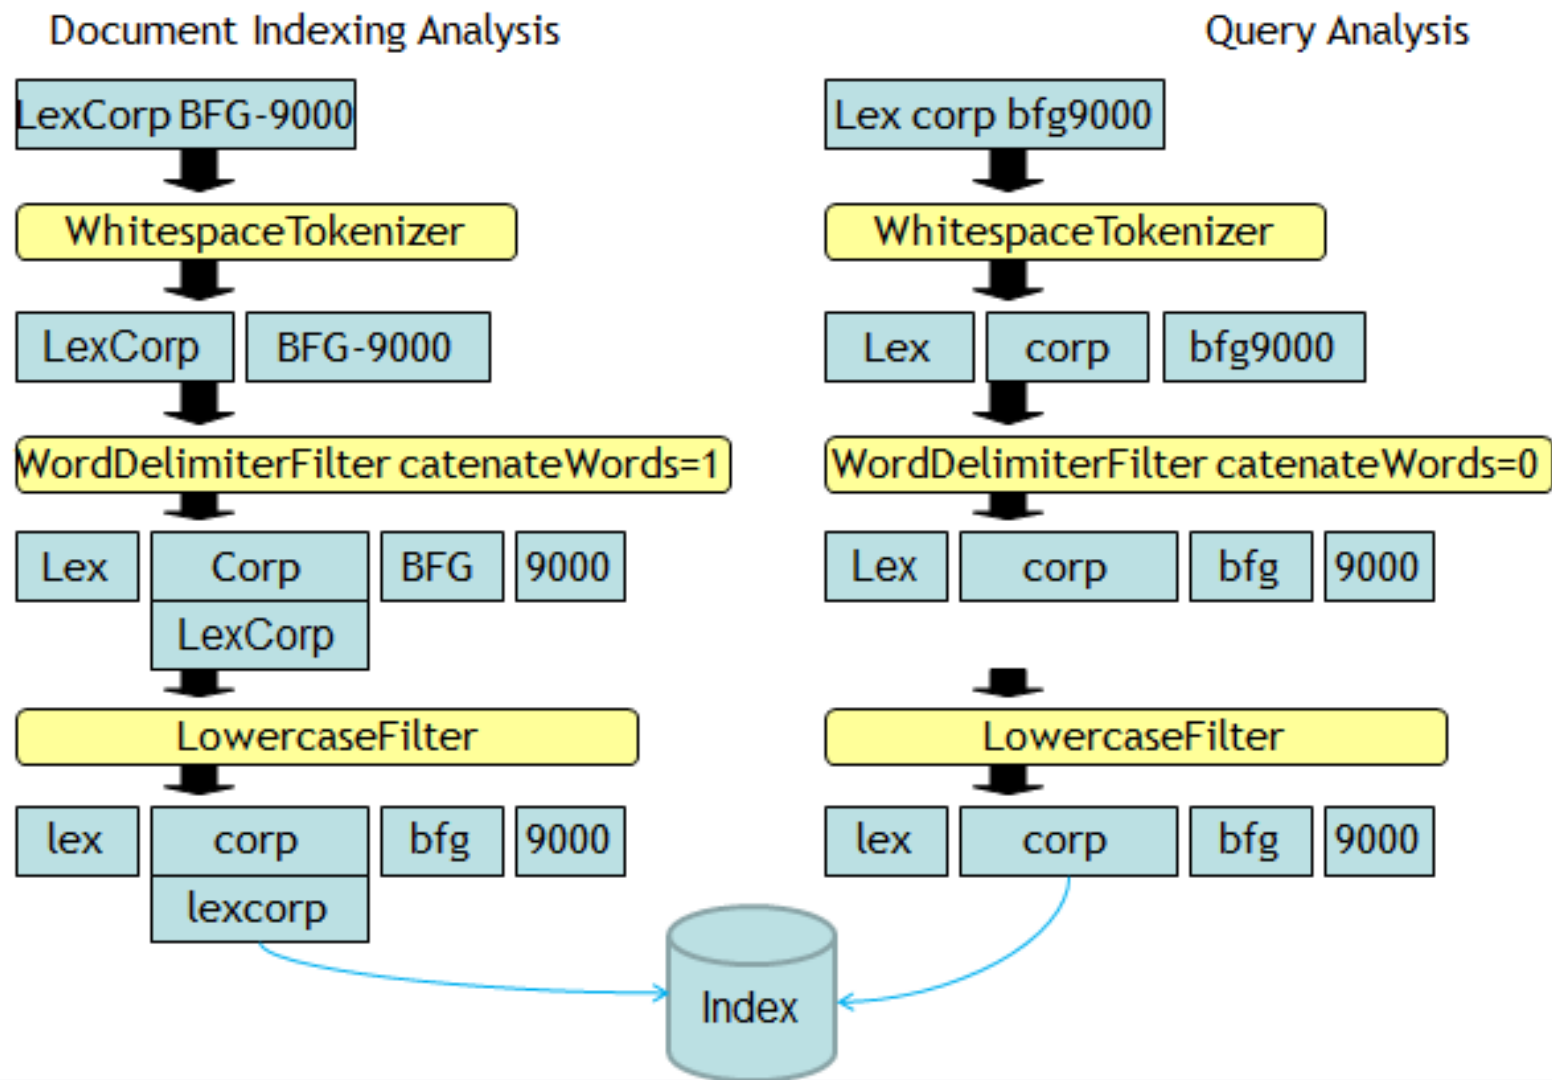 Document Indexing Analysis
Query Analysis
LexCorp BFG-9000
Lex corp bfg9000
WhitespaceTokenizer
WhitespaceTokenizer
LexCorp BFG-9000
Lex corp bfg9000
WordDelimiterFilter catenateWords=1
WordDelimiterFilter catenateWords=0
Lex Corp BFG 9000
LexCorp
Lex corp bfg 9000
LowercaseFilter
LowercaseFilter
lex corp bfg 9000
lexcorp
lex corp bfg 9000
Index